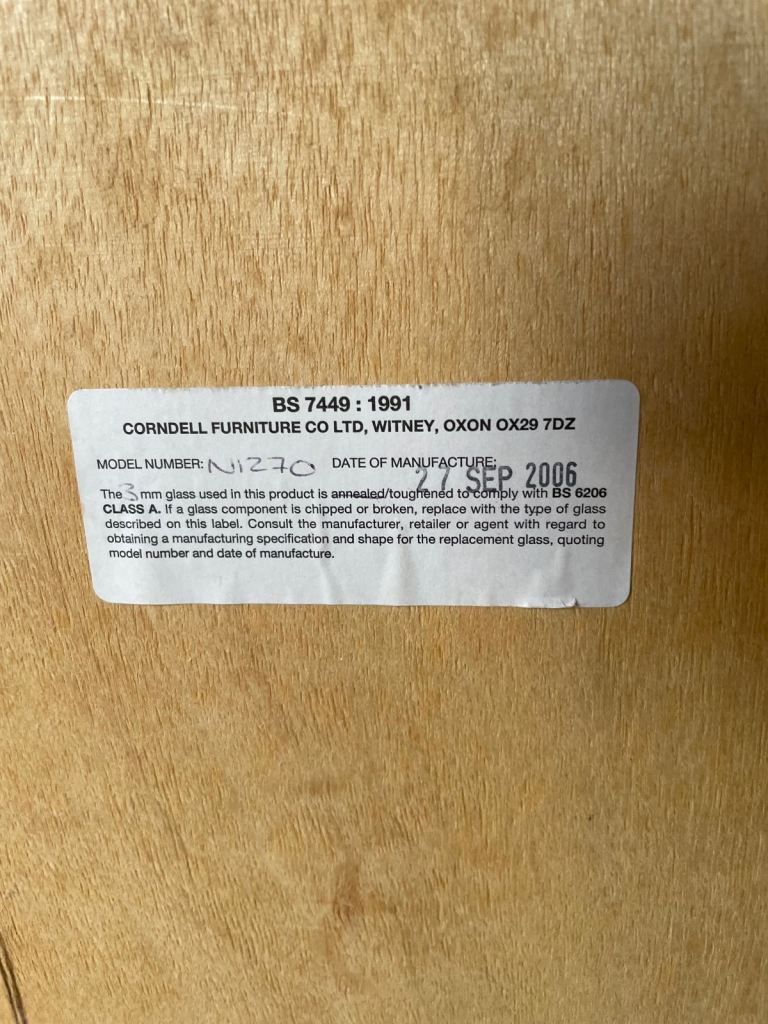 BS 7449 : 1991
CORNDELL FURNITURE CO LTD, WITNEY, OXON OX29 7DZ
MODEL NUMBER: N1270 DATE OF MANUFACTURE: 27 SEP 2006
The 3 mm glass used in this product is annealed/toughened to comply with BS 6206
CLASS A. If a glass component is chipped or broken, replace with the type of glass
described on this label. Consult the manufacturer, retailer or agent with regard to
obtaining a manufacturing specification and shape for the replacement glass, quoting
model number and date of manufacture.